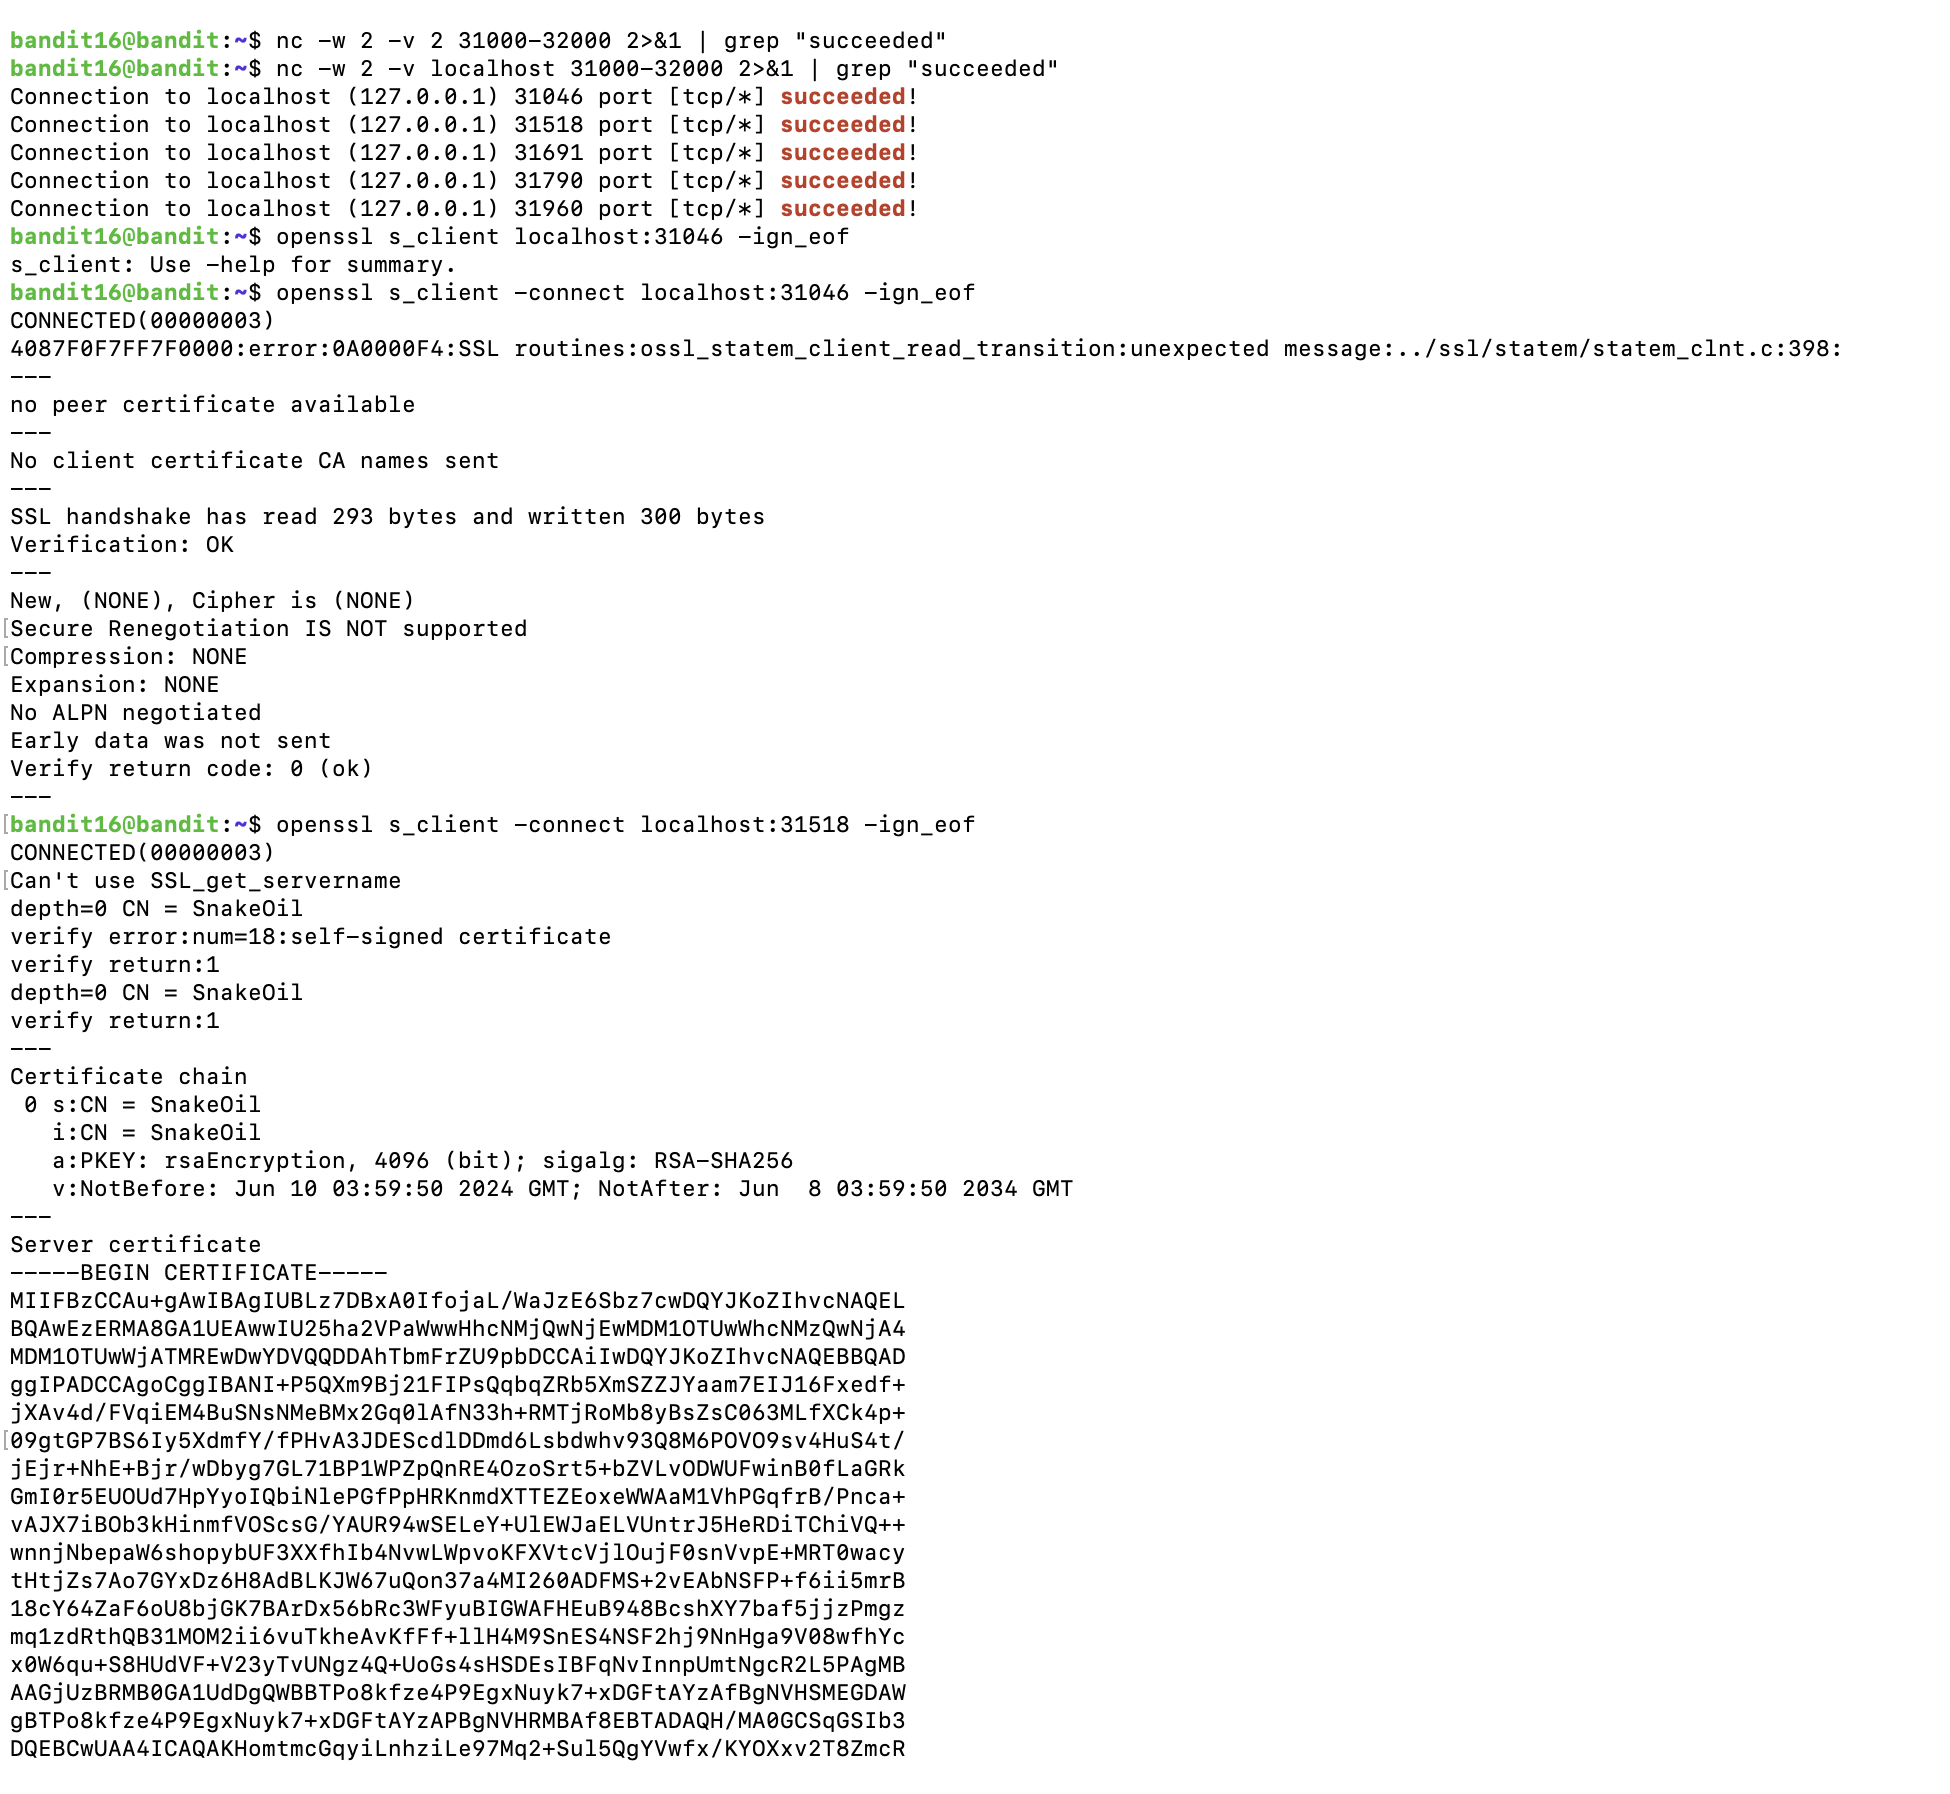 bandit16@bandit:~$ nc -w 2 -v 2 31000-32000 2>&1 | grep "succeeded"
bandit16@bandit:~$ nc -w 2 -v localhost 31000-32000 2>&1 | grep "succeeded"
Connection to localhost (127.0.0.1) 31046 port [tcp/*] succeeded!
Connection to localhost (127.0.0.1) 31518 port [tcp/*] succeeded!
Connection to localhost (127.0.0.1) 31691 port [tcp/*] succeeded!
Connection to localhost (127.0.0.1) 31790 port [tcp/*] succeeded!
Connection to localhost (127.0.0.1) 31960 port [tcp/*] succeeded!
bandit16@bandit:~$ openssl s_client localhost:31046 -ign_eof
s_client: Use -help for summary.
bandit16@bandit:~$ openssl s_client -connect localhost:31046 -ign_eof
CONNECTED(00000003)
4087F0F7FF7F0000:error:0A0000F4:SSL routines:ossl_statem_client_read_transition:unexpected message:../ssl/statem/statem_clnt.c:398:
---
no peer certificate available
---
No client certificate CA names sent
---
SSL handshake has read 293 bytes and written 300 bytes
Verification: OK
---
New, (NONE), Cipher is (NONE)
Secure Renegotiation IS NOT supported
Compression: NONE
Expansion: NONE
No ALPN negotiated
Early data was not sent
Verify return code: 0 (ok)
---
bandit16@bandit:~$ openssl s_client -connect localhost:31518 -ign_eof
CONNECTED(00000003)
Can't use SSL_get_servername
depth=0 CN = SnakeOil
verify error:num=18:self-signed certificate
verify return:1
depth=0 CN = SnakeOil
verify return:1
---
Certificate chain
 0 s:CN = SnakeOil
   i:CN = SnakeOil
   a:PKEY: rsaEncryption, 4096 (bit); sigalg: RSA-SHA256
   v:NotBefore: Jun 10 03:59:50 2024 GMT; NotAfter: Jun  8 03:59:50 2034 GMT
---
Server certificate
-----BEGIN CERTIFICATE-----
MIIFBzCCAu+gAwIBAgIUBLz7DBxA0IfojaL/WaJzE6Sbz7cwDQYJKoZIhvcNAQEL
BQAwEzERMA8GA1UEAwwIU25ha2VPaWwwHhcNMjQwNjEwMDM1OTUwWhcNMzQwNjA4
MDM1OTUwWjATMREwDwYDVQQDDAhTbmFrZU9pbDCCAiIwDQYJKoZIhvcNAQEBBQAD
ggIPADCCAgoCggIBANI+P5QXm9Bj21FIPsQqbqZRb5XmSZZJYaam7EIJ16Fxedf+
jXAv4d/FVqiEM4BuSNsNMeBMx2Gq0lAfN33h+RMTjRoMb8yBsZsC063MLfXCk4p+
09gtGP7BS6Iy5XdmfY/fPHvA3JDEScdlDDmd6Lsbdwhv93Q8M6POVO9sv4HuS4t/
jEjr+NhE+Bjr/wDbyg7GL71BP1WPZpQnRE4OzoSrt5+bZVLvODWUFwinB0fLaGRk
GmI0r5EUOUd7HpYyoIQbiNlePGfPpHRKnmdXTTEZEoxeWWAaM1VhPGqfrB/Pnca+
vAJX7iBOb3kHinmfVOScsG/YAUR94wSELeY+UlEWJaELVUntrJ5HeRDiTChiVQ++
wnnjNbepaW6shopybUF3XXfhIb4NvwLWpvoKFXVtcVjlOujF0snVvpE+MRT0wacy
tHtjZs7Ao7GYxDz6H8AdBLKJW67uQon37a4MI260ADFMS+2vEAbNSFP+f6ii5mrB
18cY64ZaF6oU8bjGK7BArDx56bRc3WFyuBIGWAFHEuB948BcshXY7baf5jjzPmgz
mq1zdRthQB31MOM2ii6vuTkheAvKfFf+llH4M9SnES4NSF2hj9NnHga9V08wfhYc
x0W6qu+S8HUdVF+V23yTvUNgz4Q+UoGs4sHSDEsIBFqNvInnpUmtNgcR2L5PAgMB
AAGjUzBRMB0GA1UdDgQWBBTPo8kfze4P9EgxNuyk7+xDGFtAYzAfBgNVHSMEGDAW
gBTPo8kfze4P9EgxNuyk7+xDGFtAYzAPBgNVHRMBAf8EBTADAQH/MA0GCSqGSIb3
DQEBCwUAA4ICAQAKHomtmcGqyiLnhziLe97Mq2+Sul5QgYVwfx/KYOXxv2T8ZmcR